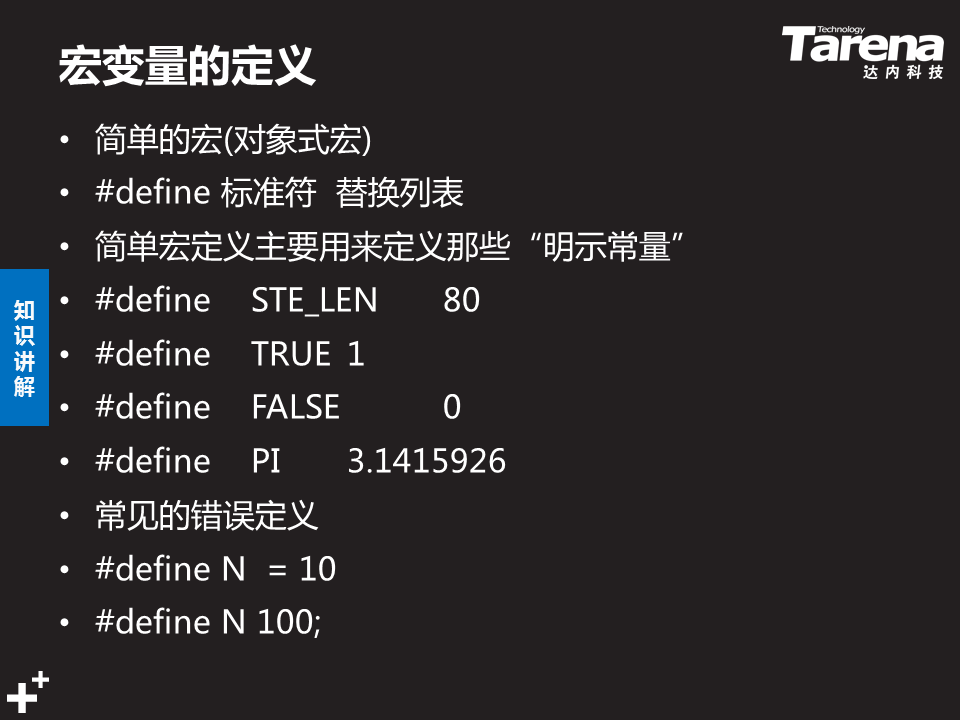 宏变量的定义
Technology
Tarena
达内科技
• 简单的宏(对象式宏)
• #define 标准符 替换列表
• 简单宏定义主要用来定义那些“明示常量”
• #define STE_LEN 80
• #define TRUE 1
• #define FALSE 0
• #define PI 3.1415926
• 常见的错误定义
• #define N = 10
• #define N 100;
知识讲解